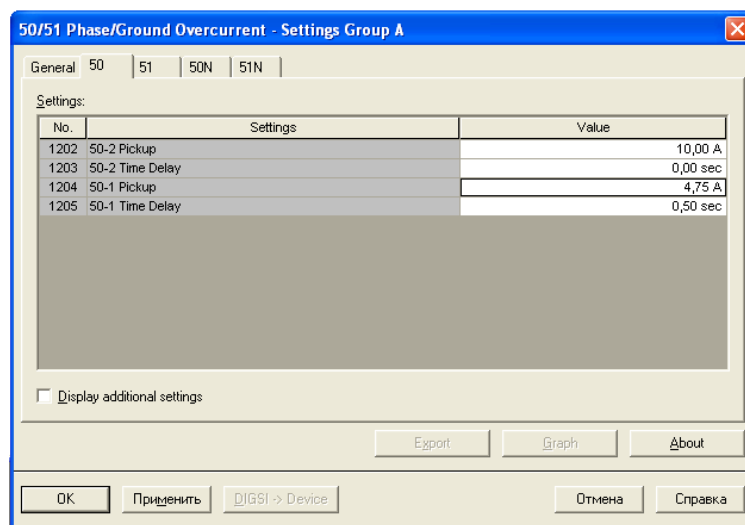 50/51 Phase/Ground Overcurrent - Settings Group A
General 50 51 50N 51N
Settings:
No. Settings Value
1202 50-2 Pickup 10,00 A
1203 50-2 Time Delay 0,00 sec
1204 50-1 Pickup 4,75 A
1205 50-1 Time Delay 0,50 sec
Display additional settings
Export Graph About
OK Применить DIGSI -> Device Отмена Справка